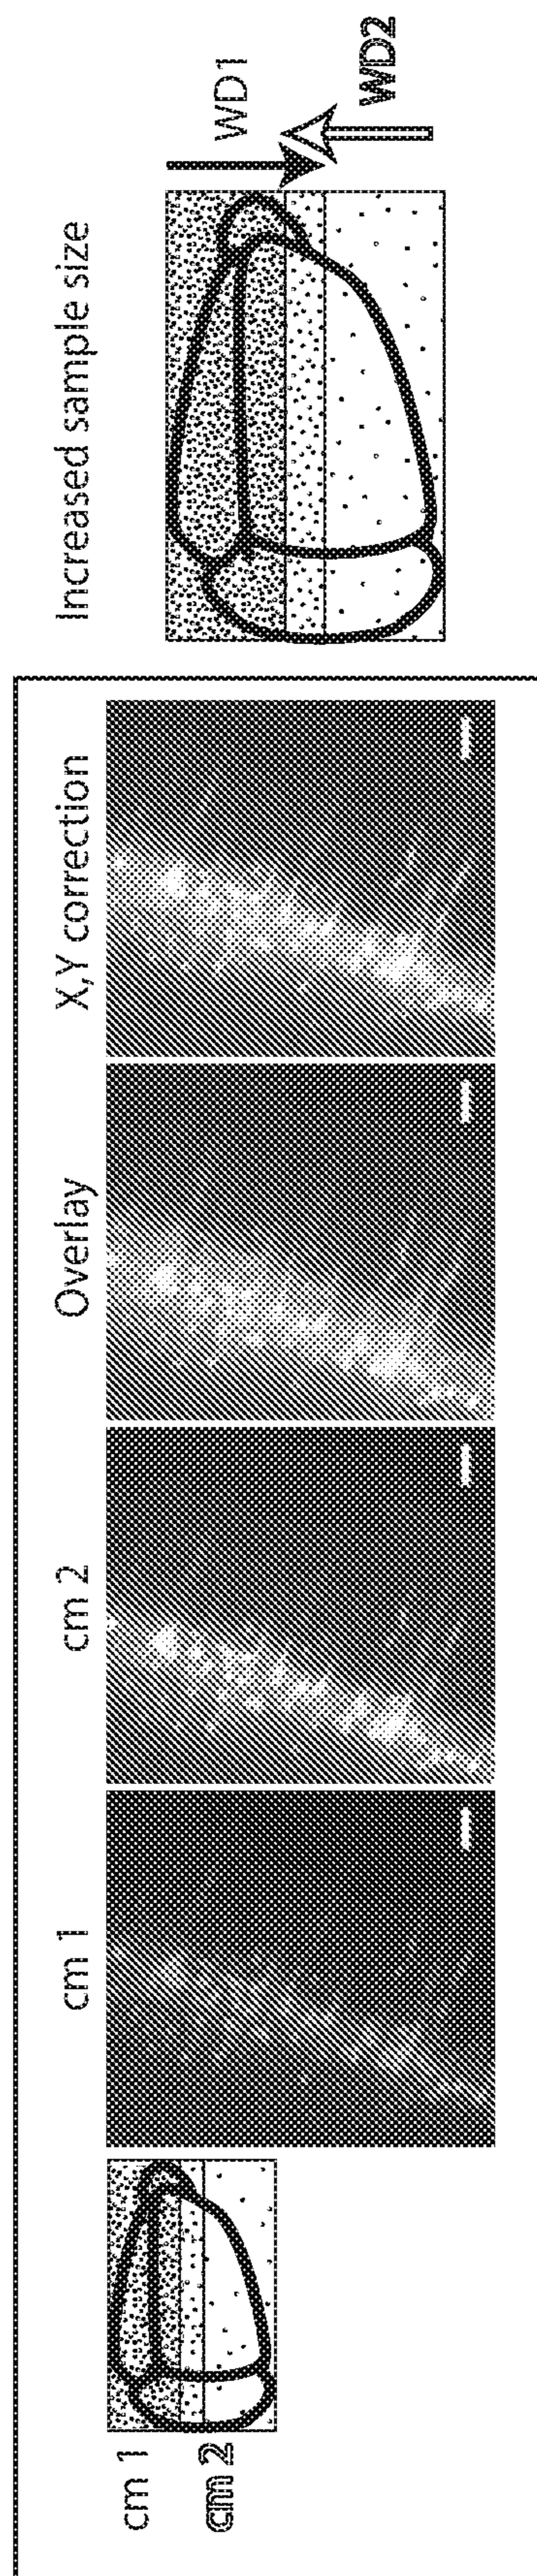 cm 1
cm 2
cm 1
cm 2
Overlay
X,Y correction
Increased sample size
WD1
WD2